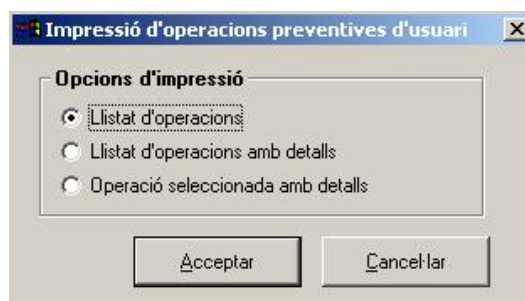 Impressió d'operacions preventives d'usuari
Opcions d'impressió
Llistat d'operacions
Llistat d'operacions amb detalls
Operació seleccionada amb detalls
Acceptar Cancel·lar